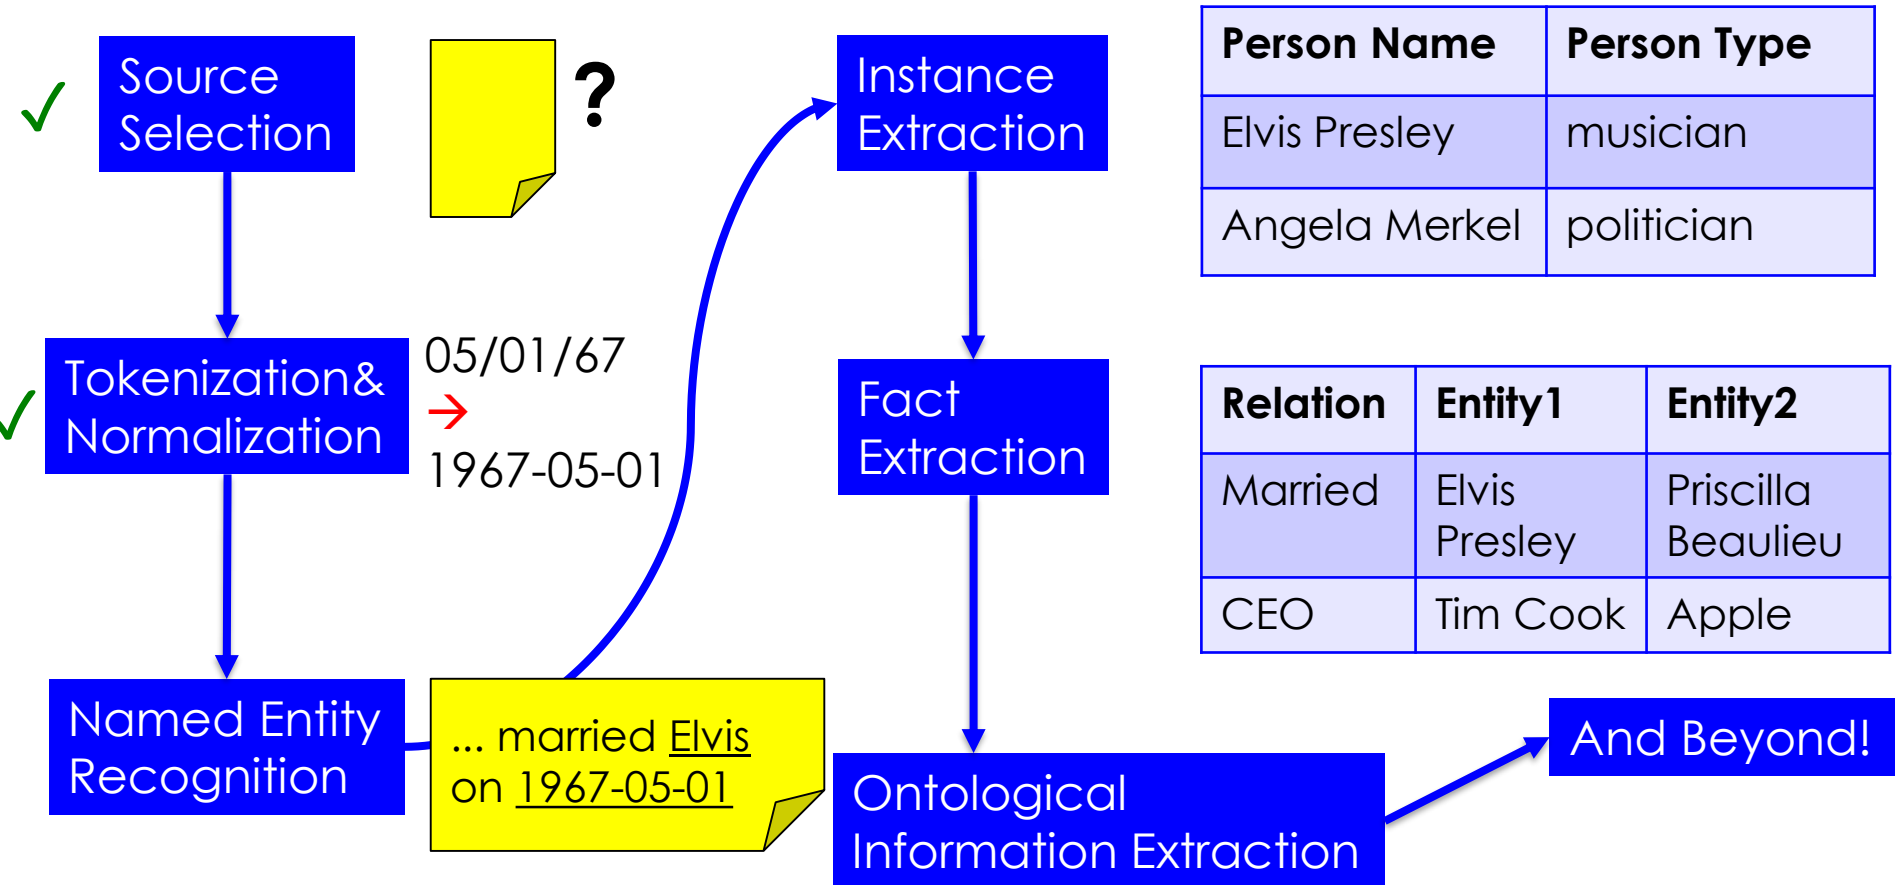 ✓
Source
Selection
?
Tokenization&
Normalization
✓
05/01/67
→
1967-05-01
Named Entity
Recognition
... married Elvis
on 1967-05-01
Instance
Extraction
Person Name Person Type
Elvis Presley musician
Angela Merkel politician
Fact
Extraction
Relation Entity1 Entity2
Married Elvis Priscilla
Presley Beaulieu
CEO Tim Cook Apple
Ontological
Information Extraction
And Beyond!